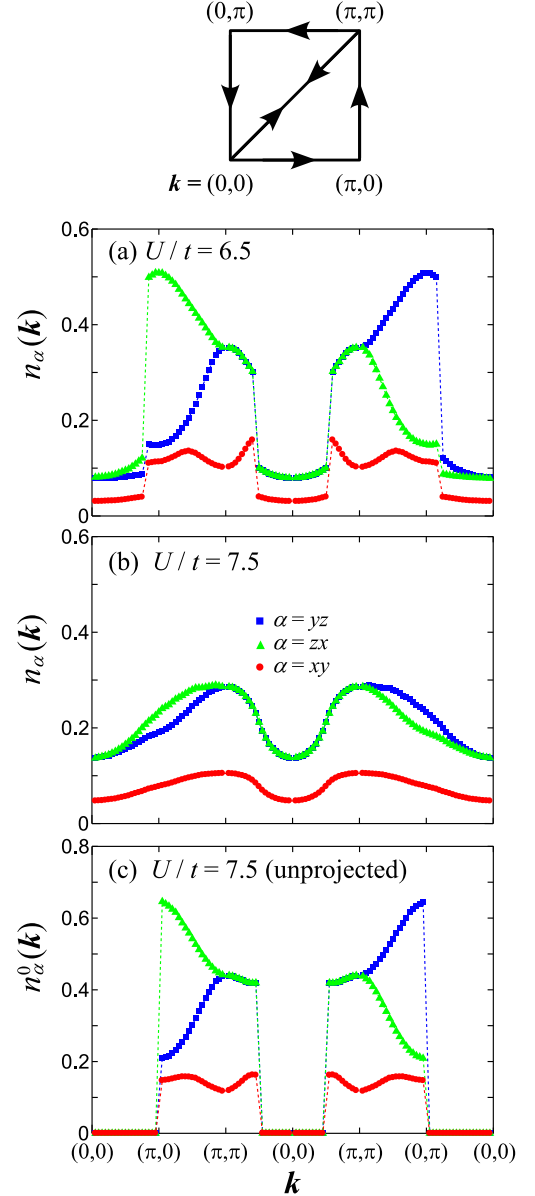 (0,π) (π,π)
k = (0,0) (π,0)
0.6
(a) U / t = 6.5
0.4
nα(k)
0.2
0
0.6
(b) U / t = 7.5
α = yz
0.4
α = zx
nα(k)
α = xy
0.2
0
0.8
(c) U / t = 7.5 (unprojected)
0.6
n⁰α(k)
0.4
0.2
0
(0,0) (π,0) (π,π) (0,0) (π,π) (0,π) (0,0)
k